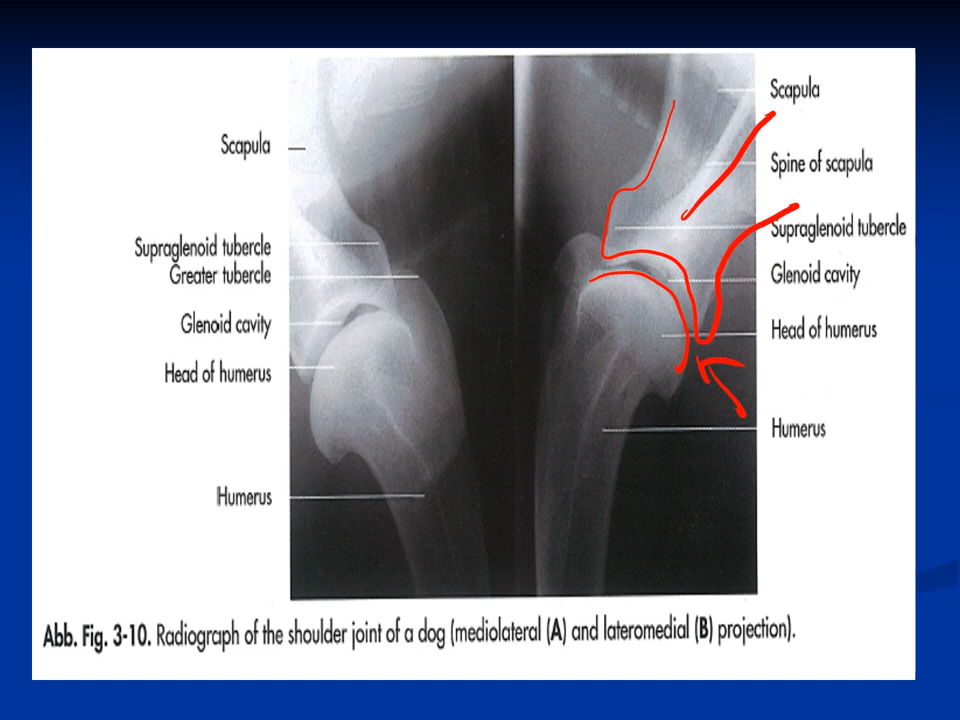 Scapula
Supraglenoid tubercle
Greater tubercle
Glenoid cavity
Head of humerus
Humerus
Scapula
Spine of scapula
Supraglenoid tubercle
Glenoid cavity
Head of humerus
Humerus
Abb. Fig. 3-10. Radiograph of the shoulder joint of a dog (mediolateral (A) and lateromedial (B) projection).